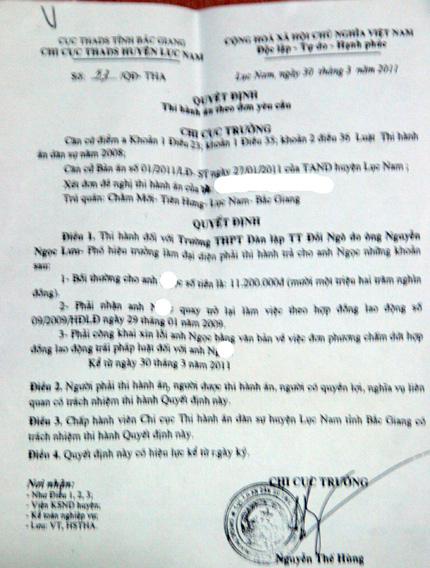 CỤC THADS TỈNH BẮC GIANG
CHI CỤC THADS HUYỆN LỤC NAM
CỘNG HOÀ XÃ HỘI CHỦ NGHĨA VIỆT NAM
Độc lập - Tự do - Hạnh phúc
Số: 23 /QĐ- THA
Lục Nam, ngày 30 tháng 3 năm 2011
QUYẾT ĐỊNH
Thi hành án theo đơn yêu cầu
CHI CỤC TRƯỞNG
Căn cứ điểm a Khoản 1 Điều 23; khoản 1 Điều 35; khoản 2 điều 36 Luật Thi hành
án dân sự năm 2008;
Căn cứ Bản án số 01/2011/LĐ- ST ngày 27/01/2011 của TAND huyện Lục Nam ;
Xét đơn đề nghị thi hành án của
Trú quán: Chằm Mới- Tiên Hưng- Lục Nam- Bắc Giang
QUYẾT ĐỊNH
Điều 1. Thi hành đối với Trường THPT Dân lập TT Đồi Ngô do ông Nguyễn
Ngọc Lưu- Phó hiệu trưởng làm đại diện phải thi hành trả cho anh Ngọc những khoản
sau:
1- Bồi thường cho anh số tiền là: 11.200.000đ (mười một triệu hai trăm nghìn
đồng).
2- Phải nhận anh N quay trở lại làm việc theo hợp đồng lao động số
09/2009/HĐLĐ ngày 29 tháng 01 năm 2009.
3- Phải công khai xin lỗi anh Ngọc bằng văn bản về việc đơn phương chấm dứt hợp
đồng lao động trái pháp luật đối với anh Ng
Kể từ ngày 30 tháng 3 năm 2011
Điều 2. Người phải thi hành án, người được thi hành án, người có quyền lợi, nghĩa vụ liên
quan có trách nhiệm thi hành Quyết định này.
Điều 3. Chấp hành viên Chi cục Thi hành án dân sự huyện Lục Nam tỉnh Bắc Giang có
trách nhiệm thi hành Quyết định này.
Điều 4. Quyết định này có hiệu lực kể từ ngày ký.
Nơi nhận:
- Như Điều 1, 2, 3;
- Viện KSND huyện;
- Kế toán nghiệp vụ;
- Lưu: VT, HSTHA.
CHI CỤC TRƯỞNG
Nguyễn Thế Hùng